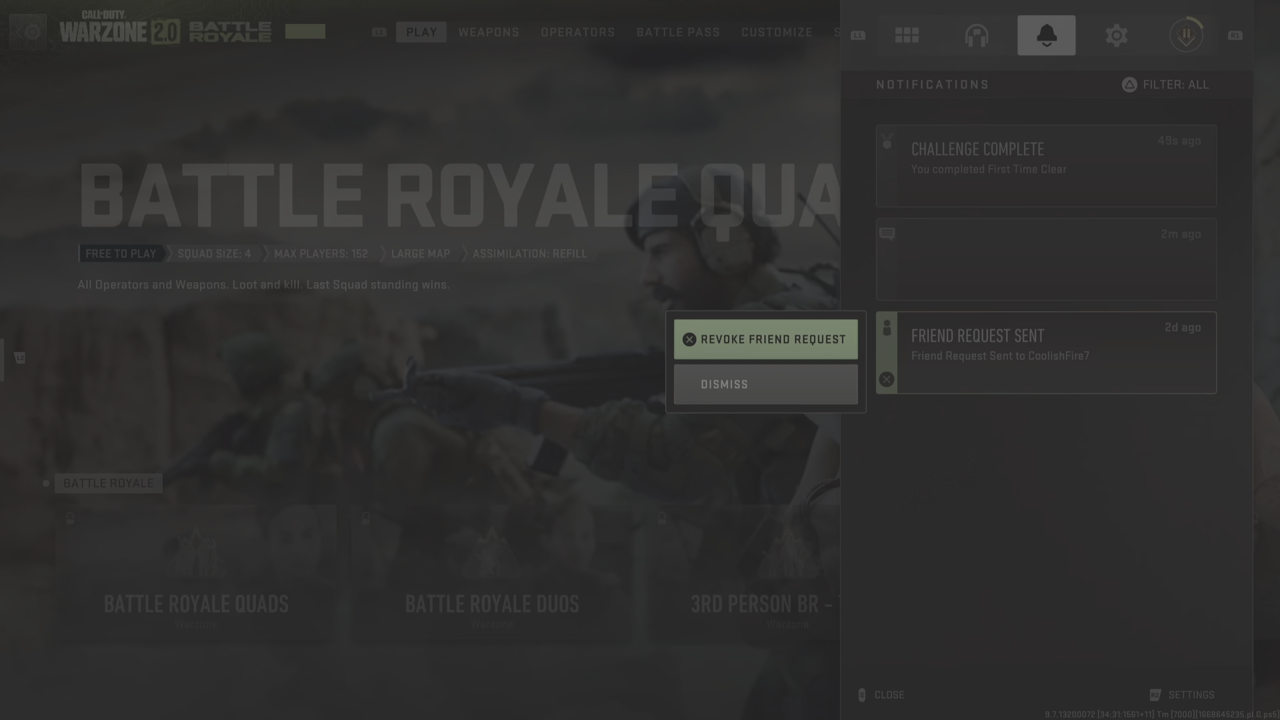 CALL OF DUTY
WARZONE 2.0 BATTLE ROYALE
PLAY WEAPONS OPERATORS BATTLE PASS CUSTOMIZE S
NOTIFICATIONS
FILTER: ALL
CHALLENGE COMPLETE
49s ago
You completed First Time Clear
2m ago
BATTLE ROYALE QUA
FREE TO PLAY
SQUAD SIZE: 4
MAX PLAYERS: 152
LARGE MAP
ASSIMILATION: REFILL
All Operators and Weapons. Loot and kill. Last Squad standing wins.
REVOKE FRIEND REQUEST
DISMISS
FRIEND REQUEST SENT
2d ago
Friend Request Sent to CoolishFire7
BATTLE ROYALE
BATTLE ROYALE QUADS
BATTLE ROYALE DUOS
3RD PERSON BR -
CLOSE
SETTINGS